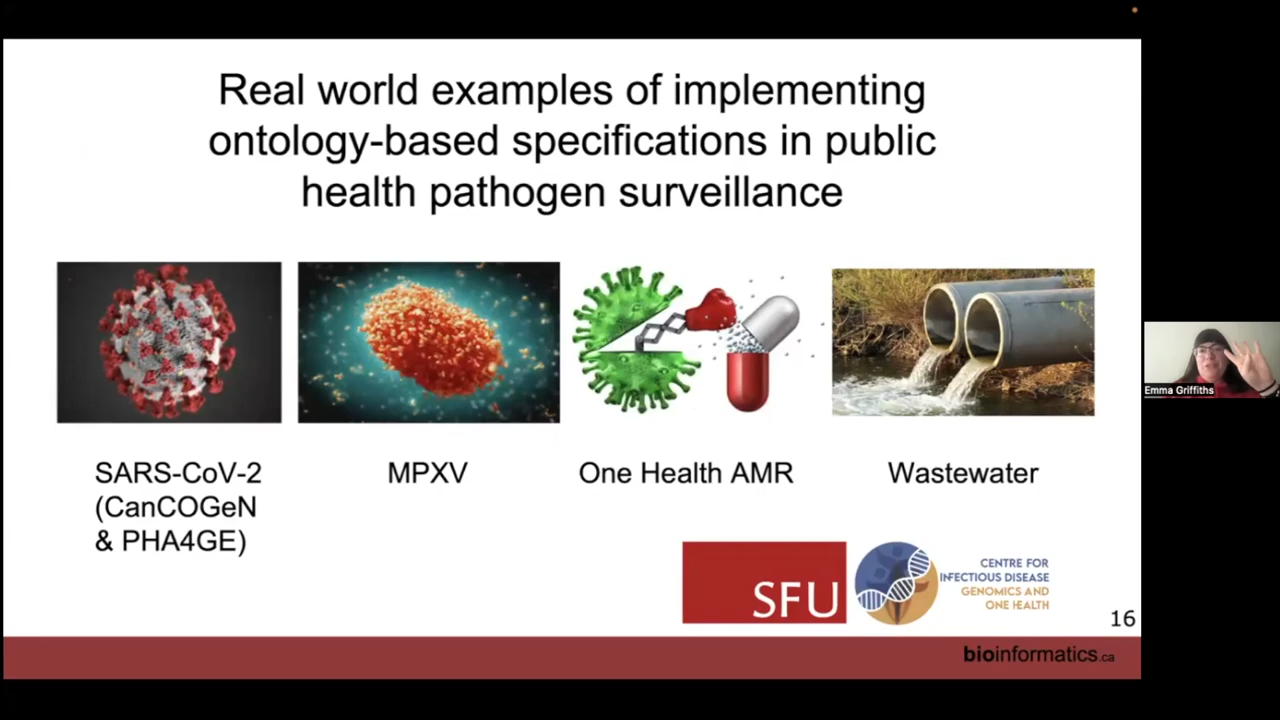 Real world examples of implementing
ontology-based specifications in public
health pathogen surveillance
SARS-CoV-2
(CanCOGeN
& PHA4GE)
MPXV
One Health AMR
Wastewater
SFU
CENTRE FOR
INFECTIOUS DISEASE
GENOMICS AND
ONE HEALTH
16
bioinformatics.ca
Emma Griffiths